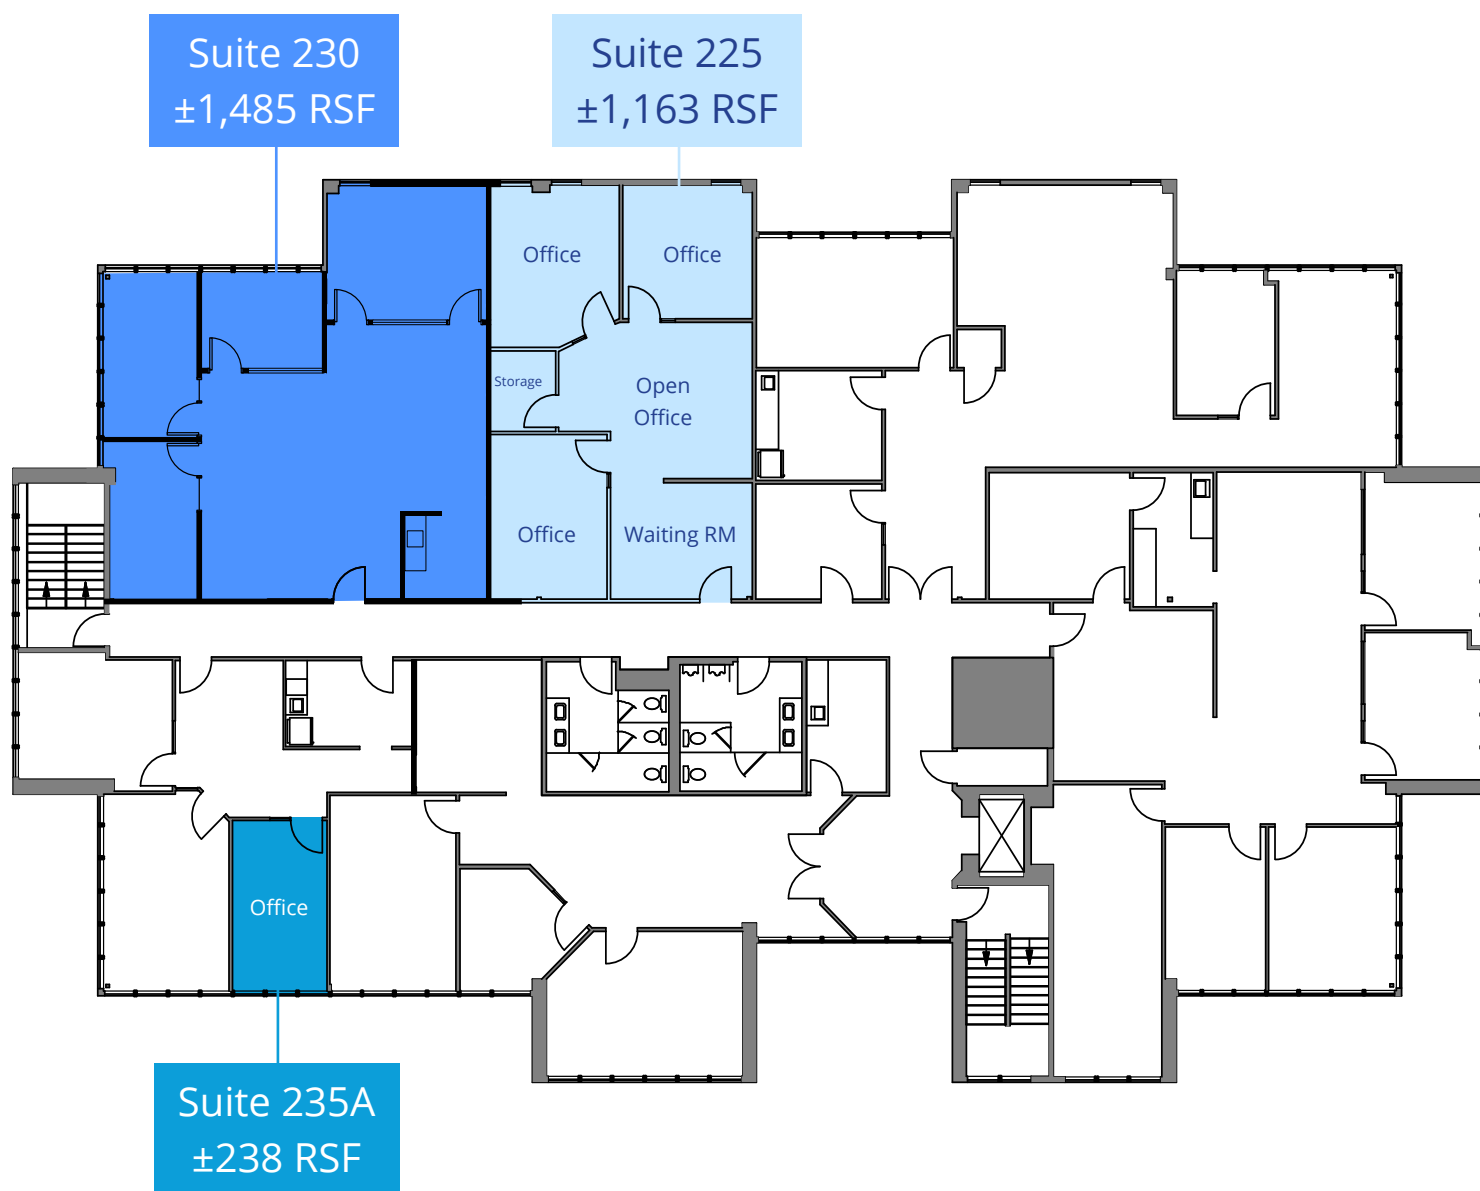 Suite 230
±1,485 RSF
Suite 225
±1,163 RSF
Office
Office
Storage
Open
Office
Office
Waiting RM
Office
Suite 235A
±238 RSF